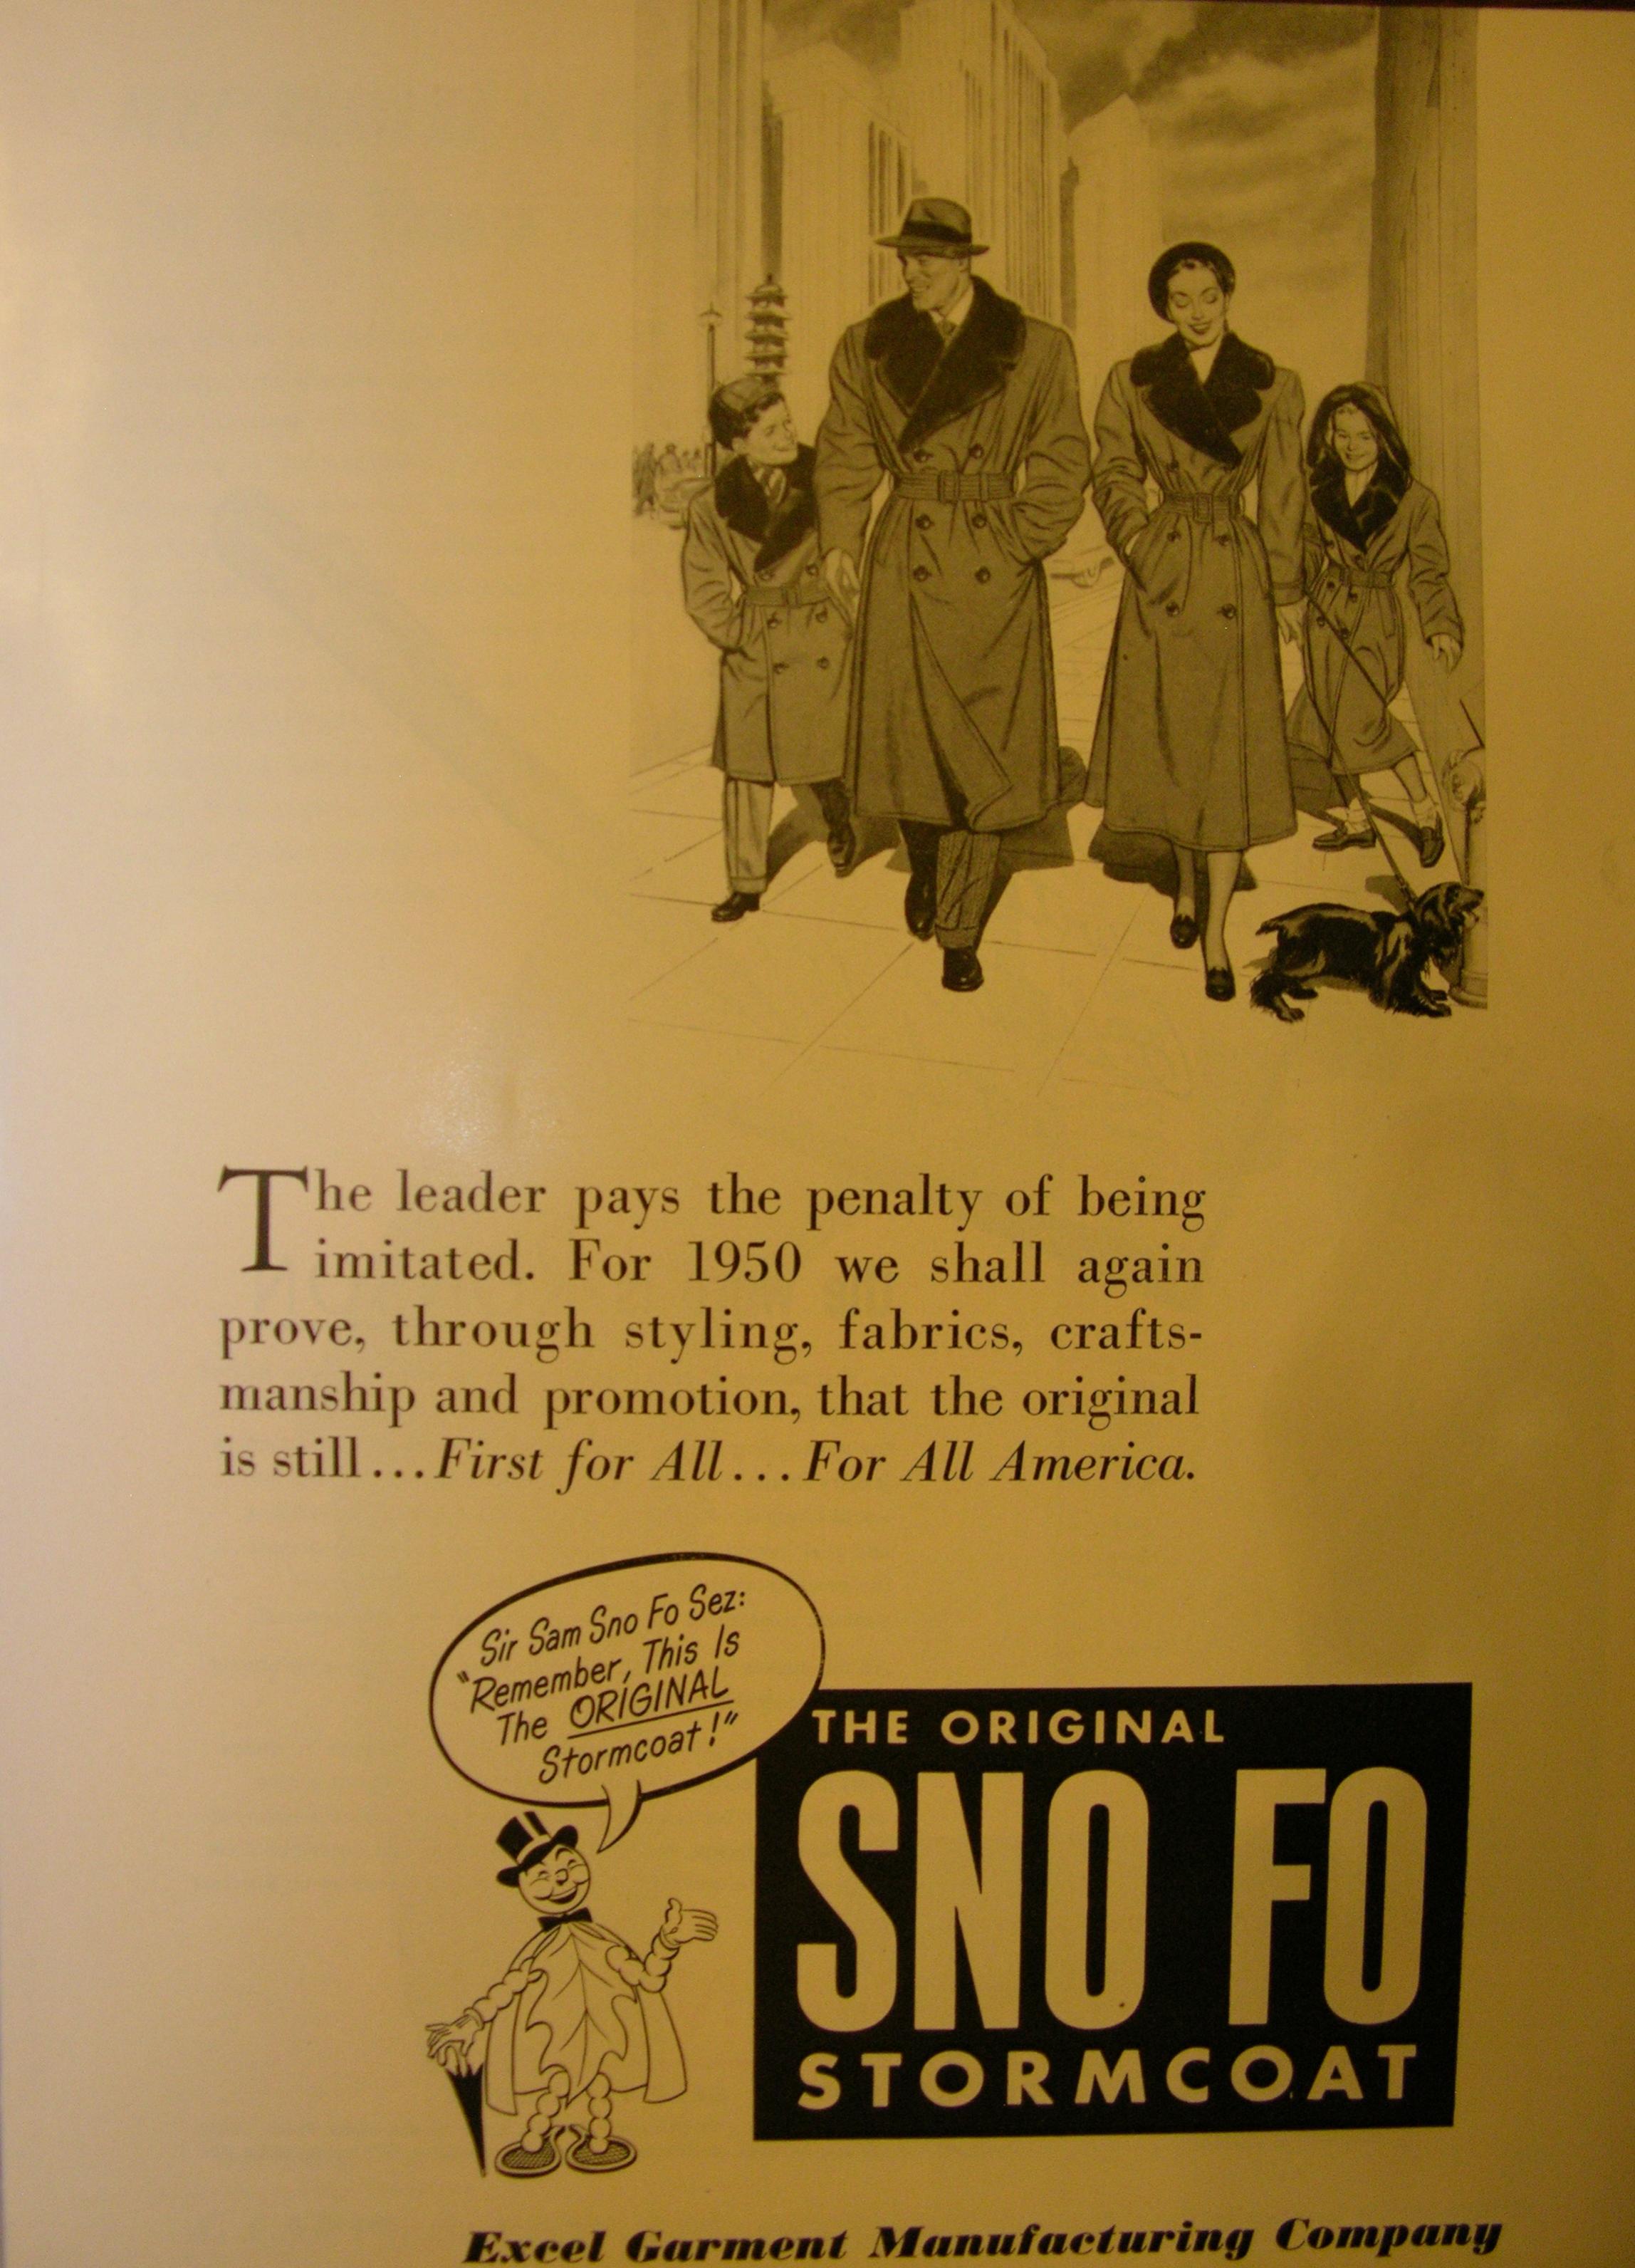 The leader pays the penalty of being
imitated. For 1950 we shall again
prove, through styling, fabrics, crafts-
manship and promotion, that the original
is still...First for All...For All America.
Sir Sam Sno Fo Sez:
"Remember, This Is
The ORIGINAL
Stormcoat!"
THE ORIGINAL
SNO FO
STORMCOAT
Excel Garment Manufacturing Company